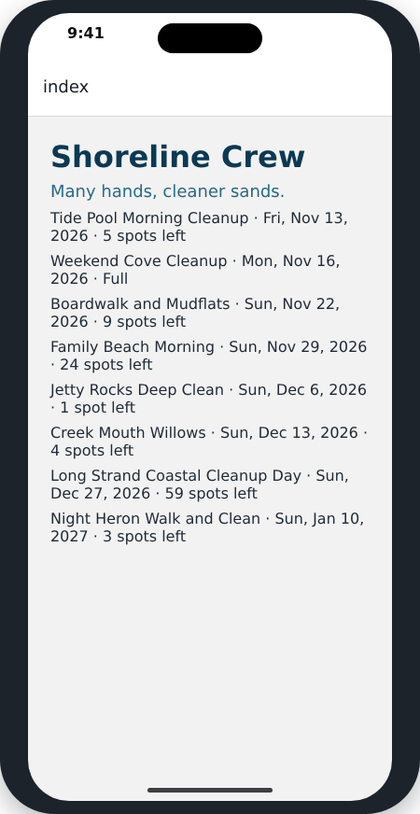 9:41
index
Shoreline Crew
Many hands, cleaner sands.
Tide Pool Morning Cleanup · Fri, Nov 13,
2026 · 5 spots left
Weekend Cove Cleanup · Mon, Nov 16,
2026 · Full
Boardwalk and Mudflats · Sun, Nov 22,
2026 · 9 spots left
Family Beach Morning · Sun, Nov 29, 2026
· 24 spots left
Jetty Rocks Deep Clean · Sun, Dec 6, 2026
· 1 spot left
Creek Mouth Willows · Sun, Dec 13, 2026 ·
4 spots left
Long Strand Coastal Cleanup Day · Sun,
Dec 27, 2026 · 59 spots left
Night Heron Walk and Clean · Sun, Jan 10,
2027 · 3 spots left